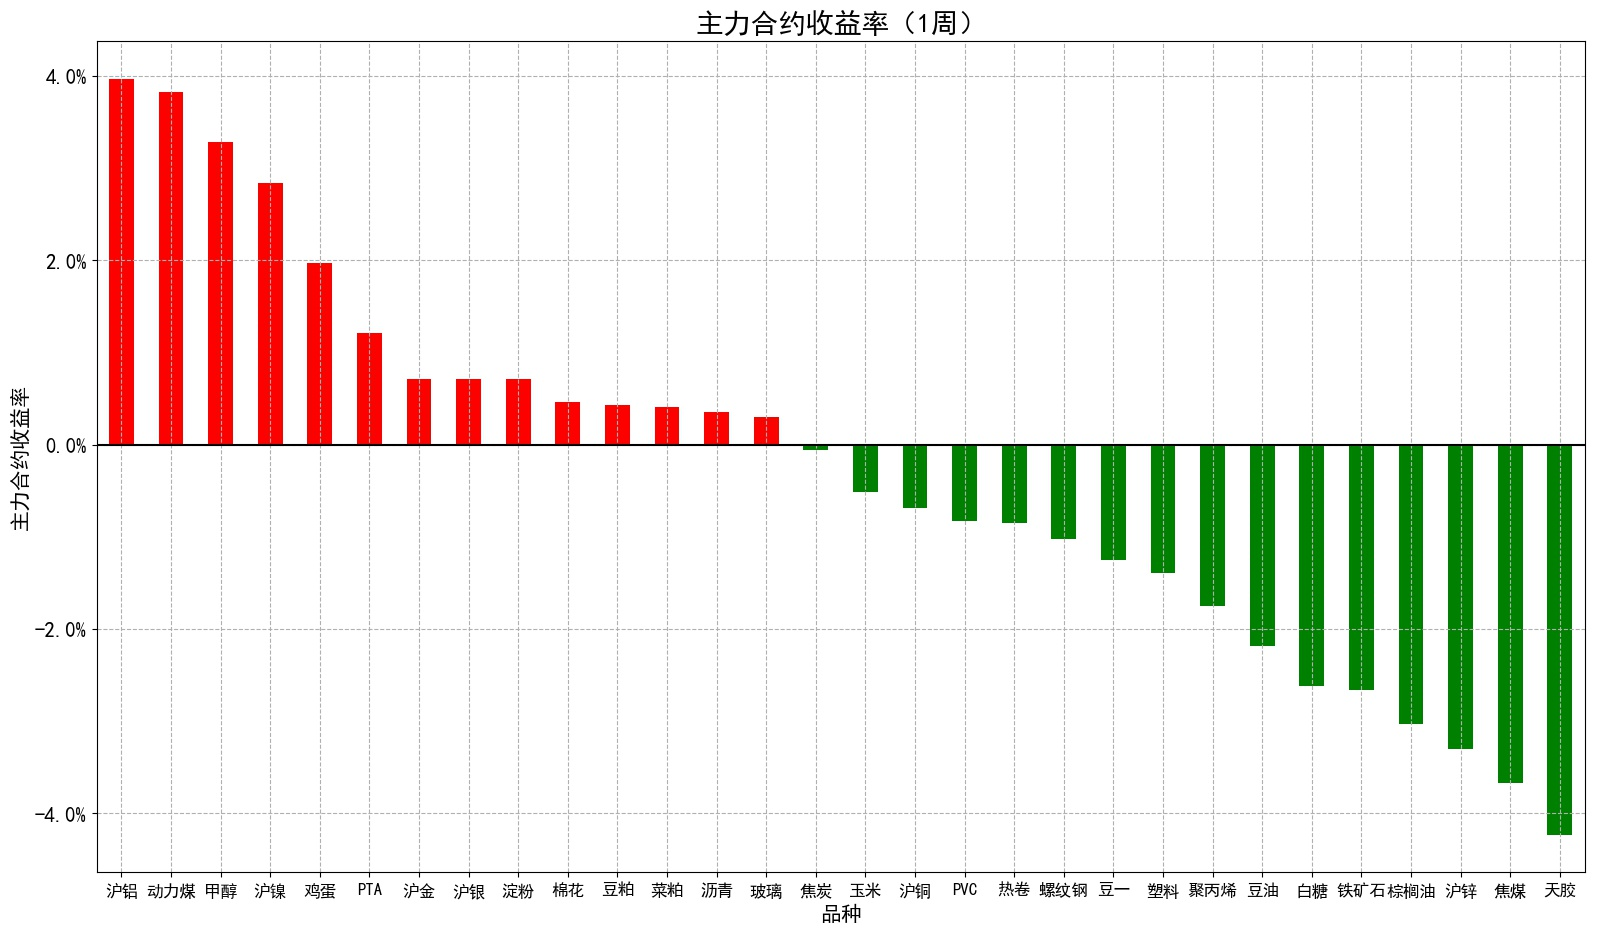 主力合约收益率（1周）
主力合约收益率
4.0%
2.0%
0.0%
−2.0%
−4.0%
沪铝 动力煤 甲醇 沪镍 鸡蛋 PTA 沪金 沪银 淀粉 棉花 豆粕 菜粕 沥青 玻璃 焦炭 玉米 沪铜 PVC 热卷 螺纹钢 豆一 塑料 聚丙烯 豆油 白糖 铁矿石 棕榈油 沪锌 焦煤 天胶
品种